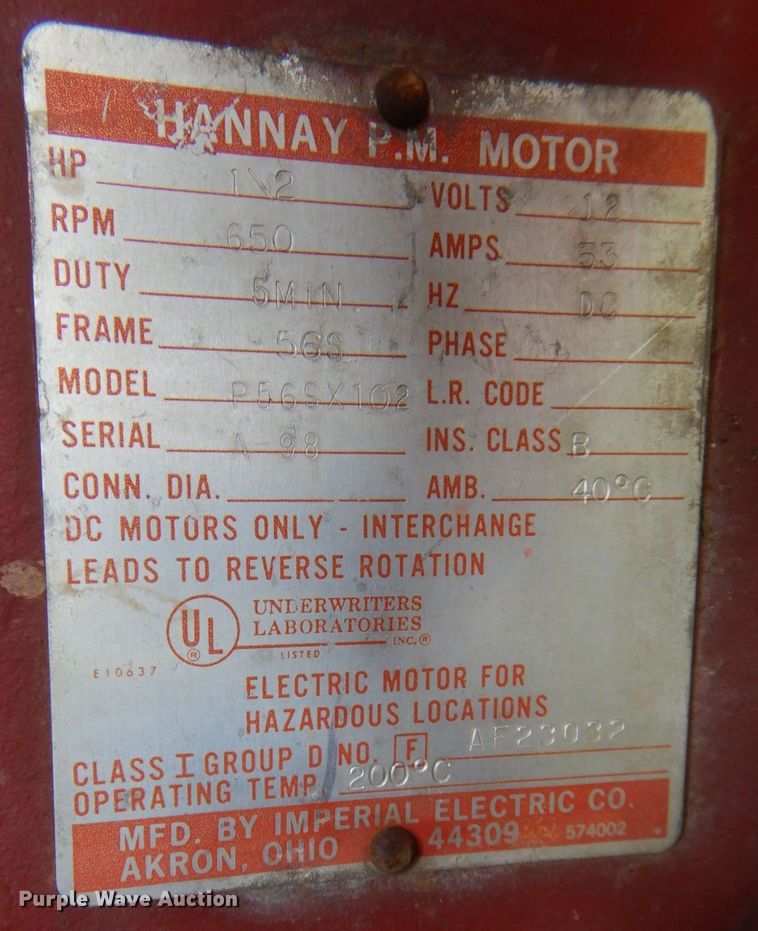 HANNAY P.M. MOTOR
HP 1\2 VOLTS 12
RPM 650 AMPS 53
DUTY 5MIN. HZ DC
FRAME 56S PHASE
MODEL P56SX102 L.R. CODE
SERIAL A-98 INS. CLASS B
CONN. DIA. AMB. 40°C
DC MOTORS ONLY - INTERCHANGE
LEADS TO REVERSE ROTATION
UL ® UNDERWRITERS
LABORATORIES
INC.®
LISTED
E10637
ELECTRIC MOTOR FOR
HAZARDOUS LOCATIONS
CLASS I GROUP D NO. F AF23032
OPERATING TEMP. 200°C
MFD. BY IMPERIAL ELECTRIC CO.
AKRON, OHIO 44309 574002
Purple Wave Auction